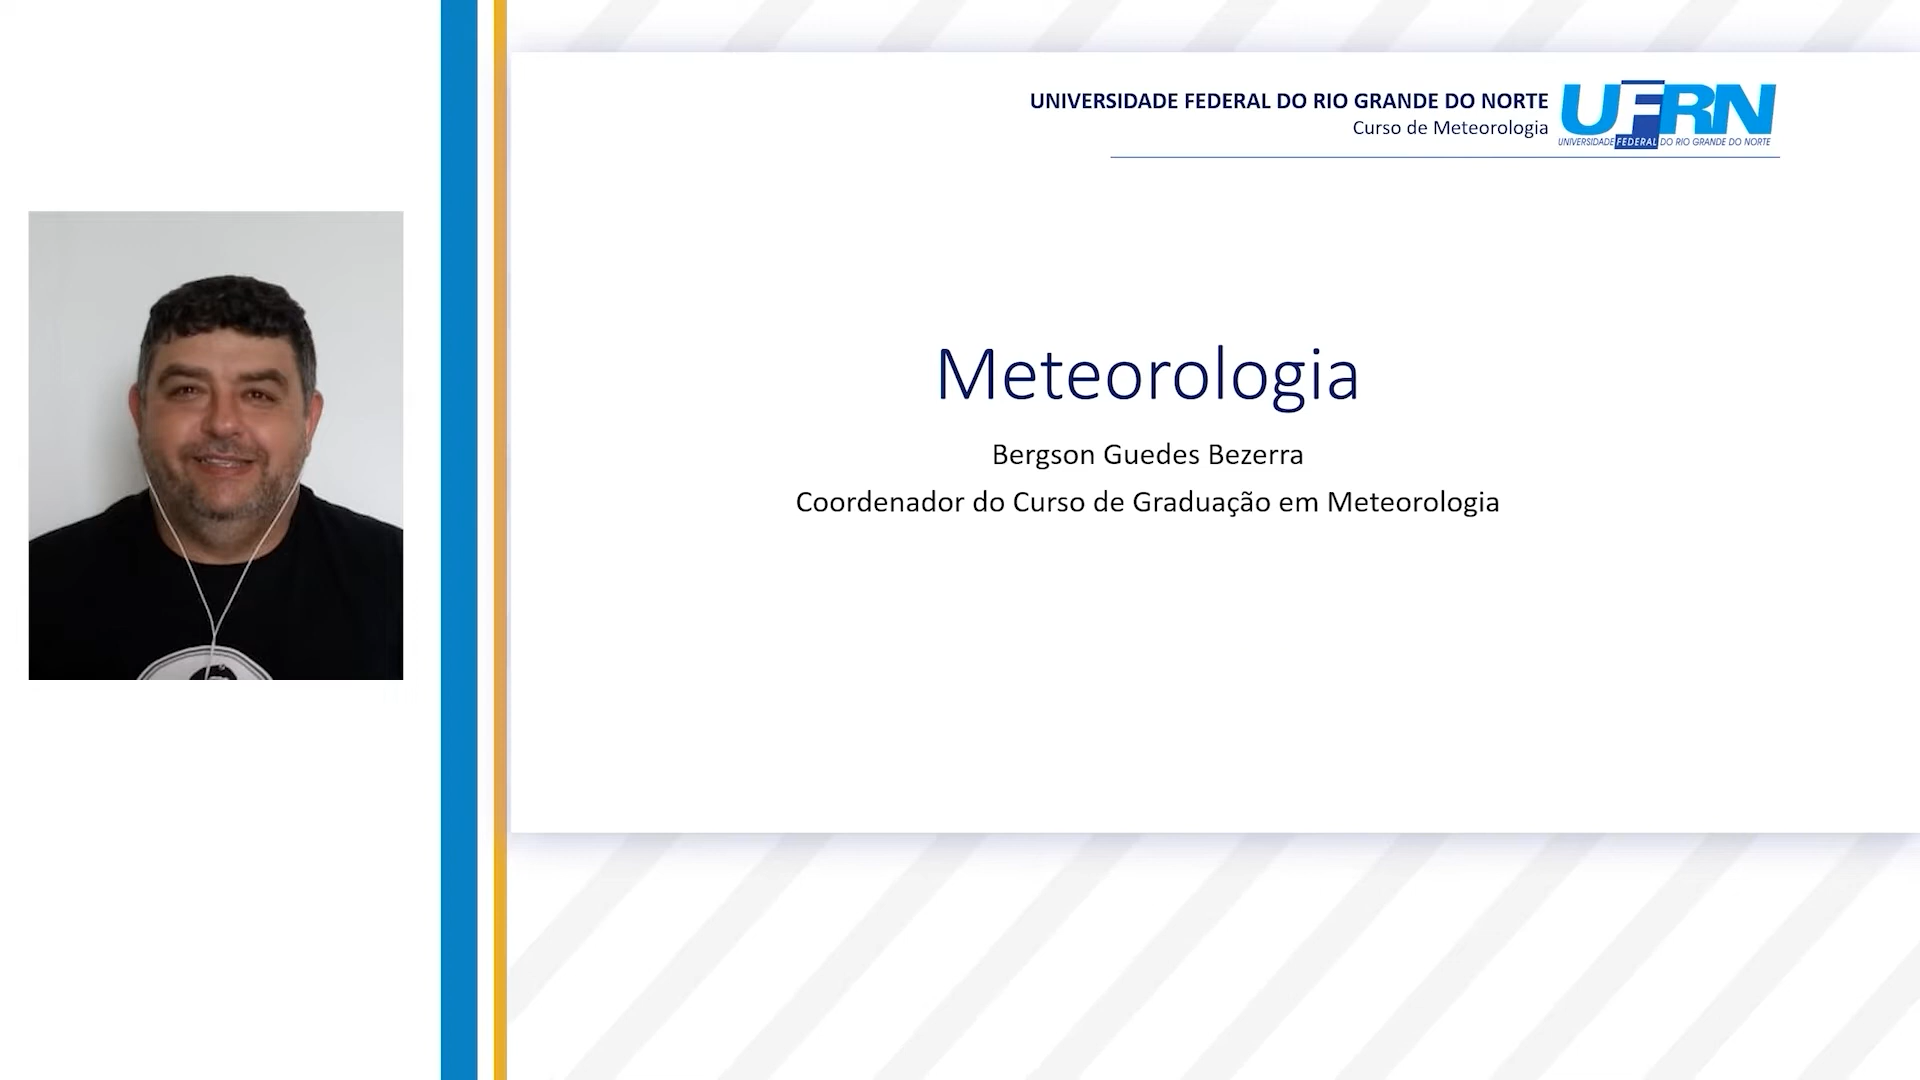 UNIVERSIDADE FEDERAL DO RIO GRANDE DO NORTE
Curso de Meteorologia
UFRN
UNIVERSIDADE FEDERAL DO RIO GRANDE DO NORTE
Meteorologia
Bergson Guedes Bezerra
Coordenador do Curso de Graduação em Meteorologia